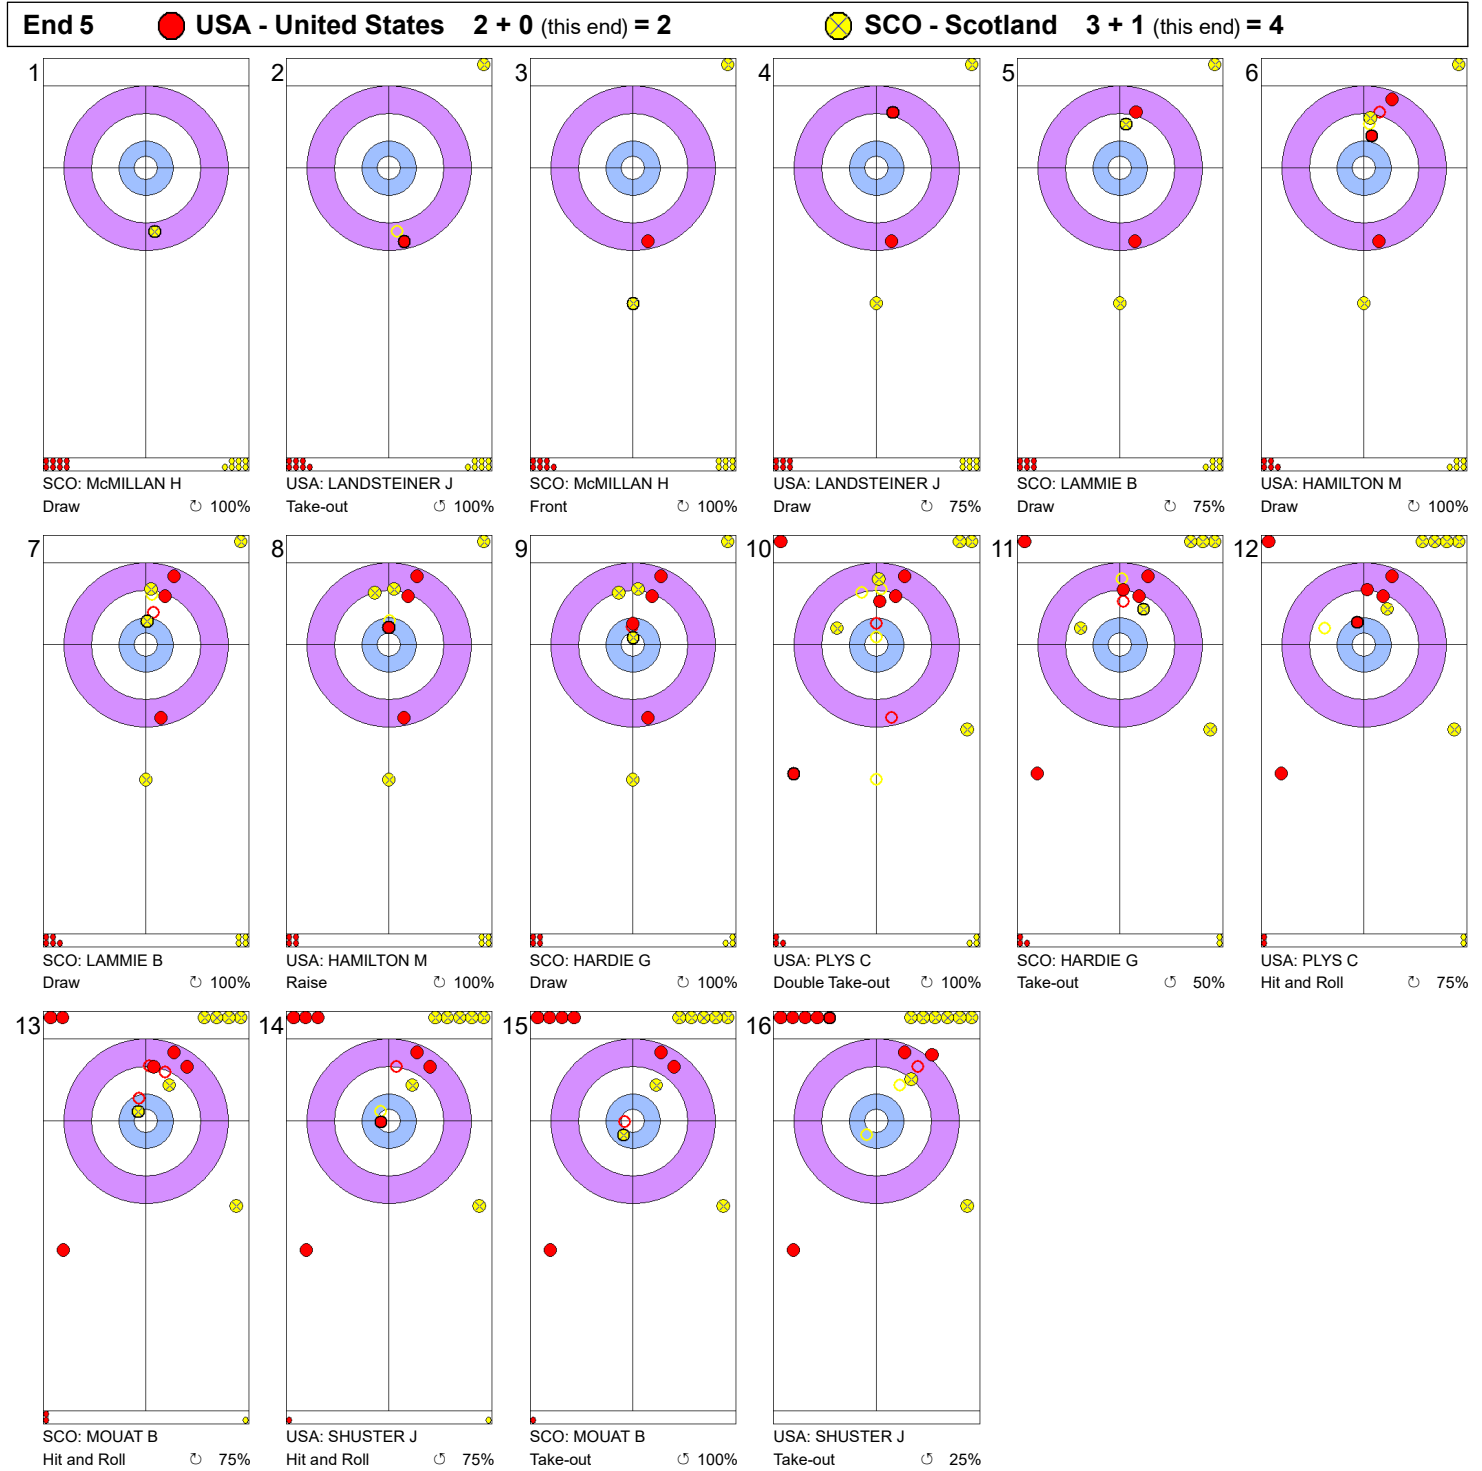 End 5 USA - United States 2 + 0 (this end) = 2 SCO - Scotland 3 + 1 (this end) = 4
1 2 3 4 5 6
SCO: McMILLAN H USA: LANDSTEINER J SCO: McMILLAN H USA: LANDSTEINER J SCO: LAMMIE B USA: HAMILTON M
Draw ↻ 100% Take-out ↺ 100% Front ↻ 100% Draw ↻ 75% Draw ↻ 75% Draw ↻ 100%
7 8 9 10 11 12
SCO: LAMMIE B USA: HAMILTON M SCO: HARDIE G USA: PLYS C SCO: HARDIE G USA: PLYS C
Draw ↻ 100% Raise ↻ 100% Draw ↻ 100% Double Take-out ↻ 100% Take-out ↺ 50% Hit and Roll ↻ 75%
13 14 15 16
SCO: MOUAT B USA: SHUSTER J SCO: MOUAT B USA: SHUSTER J
Hit and Roll ↻ 75% Hit and Roll ↺ 75% Take-out ↺ 100% Take-out ↺ 25%